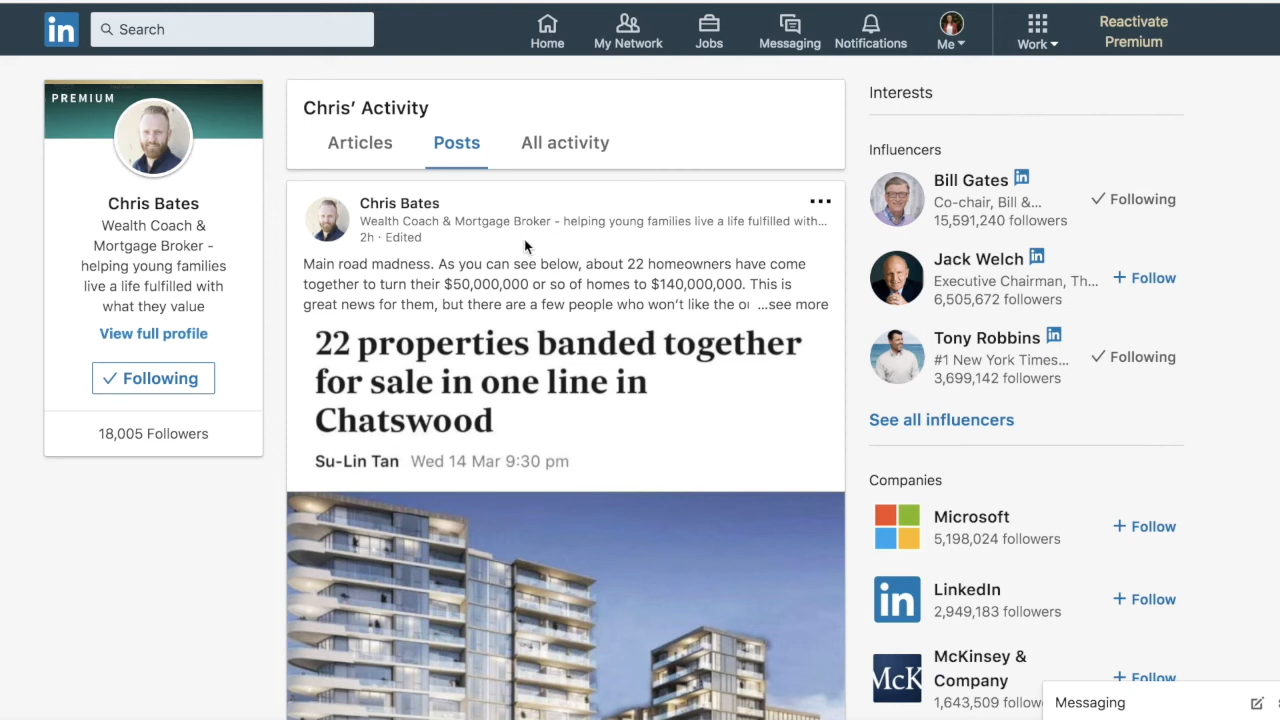 in
Search
Home
My Network
Jobs
Messaging
Notifications
Me
Work
Reactivate
Premium
PREMIUM
Chris Bates
Wealth Coach &
Mortgage Broker -
helping young families
live a life fulfilled with
what they value
View full profile
Following
18,005 Followers
Chris’ Activity
Articles
Posts
All activity
Chris Bates
Wealth Coach & Mortgage Broker - helping young families live a life fulfilled with...
2h · Edited
Main road madness. As you can see below, about 22 homeowners have come
together to turn their $50,000,000 or so of homes to $140,000,000. This is
great news for them, but there are a few people who won’t like the ...see more
22 properties banded together
for sale in one line in
Chatswood
Su-Lin Tan Wed 14 Mar 9:30 pm
Interests
Influencers
Bill Gates in
Co-chair, Bill &...
15,591,240 followers
Following
Jack Welch in
Executive Chairman, Th...
6,505,672 followers
+ Follow
Tony Robbins in
#1 New York Times...
3,699,142 followers
Following
See all influencers
Companies
Microsoft
5,198,024 followers
+ Follow
in
LinkedIn
2,949,183 followers
+ Follow
McK
McKinsey &
Company
1,643,509 follow
+ Follow
Messaging